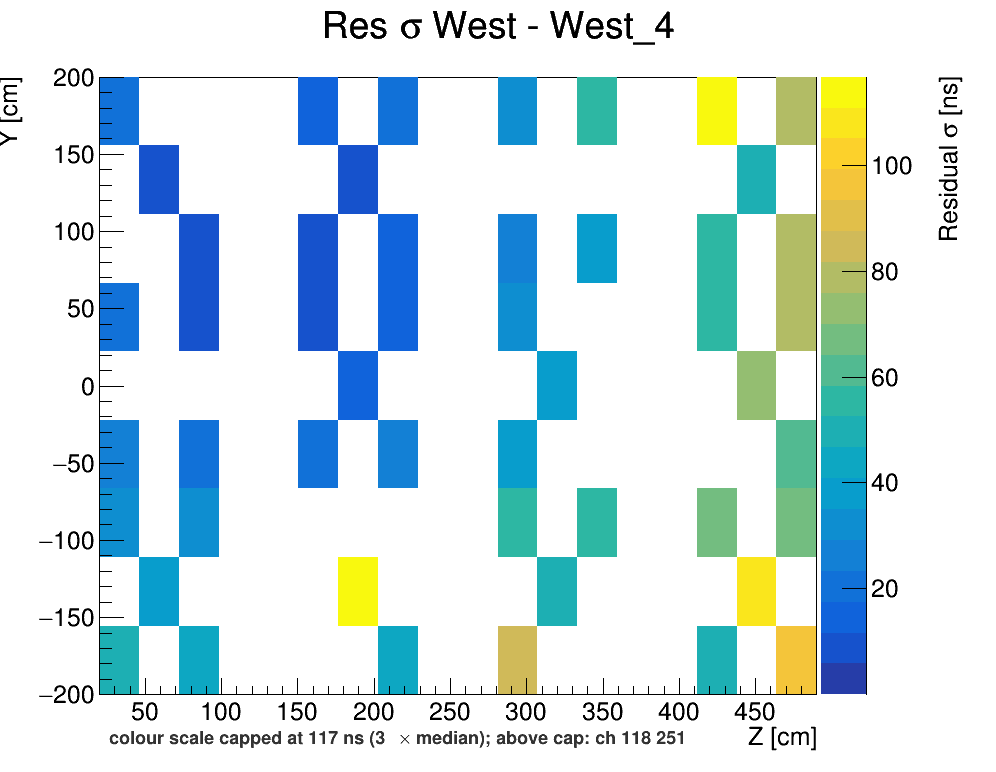 Res σ West - West_4
Y [cm]
200
150
100
50
0
−50
−100
−150
−200
50 100 150 200 250 300 350 400 450
Z [cm]
colour scale capped at 117 ns (3 × median); above cap: ch 118 251
Residual σ [ns]
100
80
60
40
20